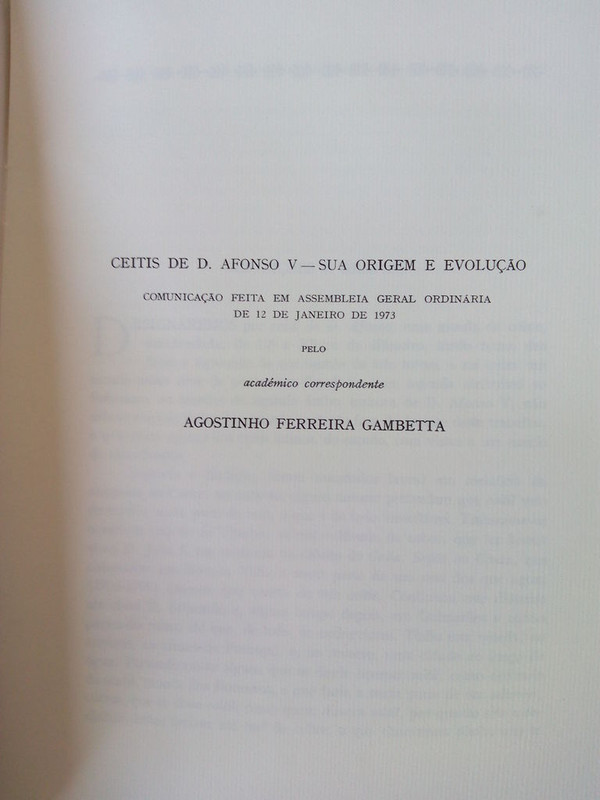 CEITIS DE D. AFONSO V — SUA ORIGEM E EVOLUÇÃO
COMUNICAÇÃO FEITA EM ASSEMBLEIA GERAL ORDINÁRIA
DE 12 DE JANEIRO DE 1973
PELO
académico correspondente
AGOSTINHO FERREIRA GAMBETTA